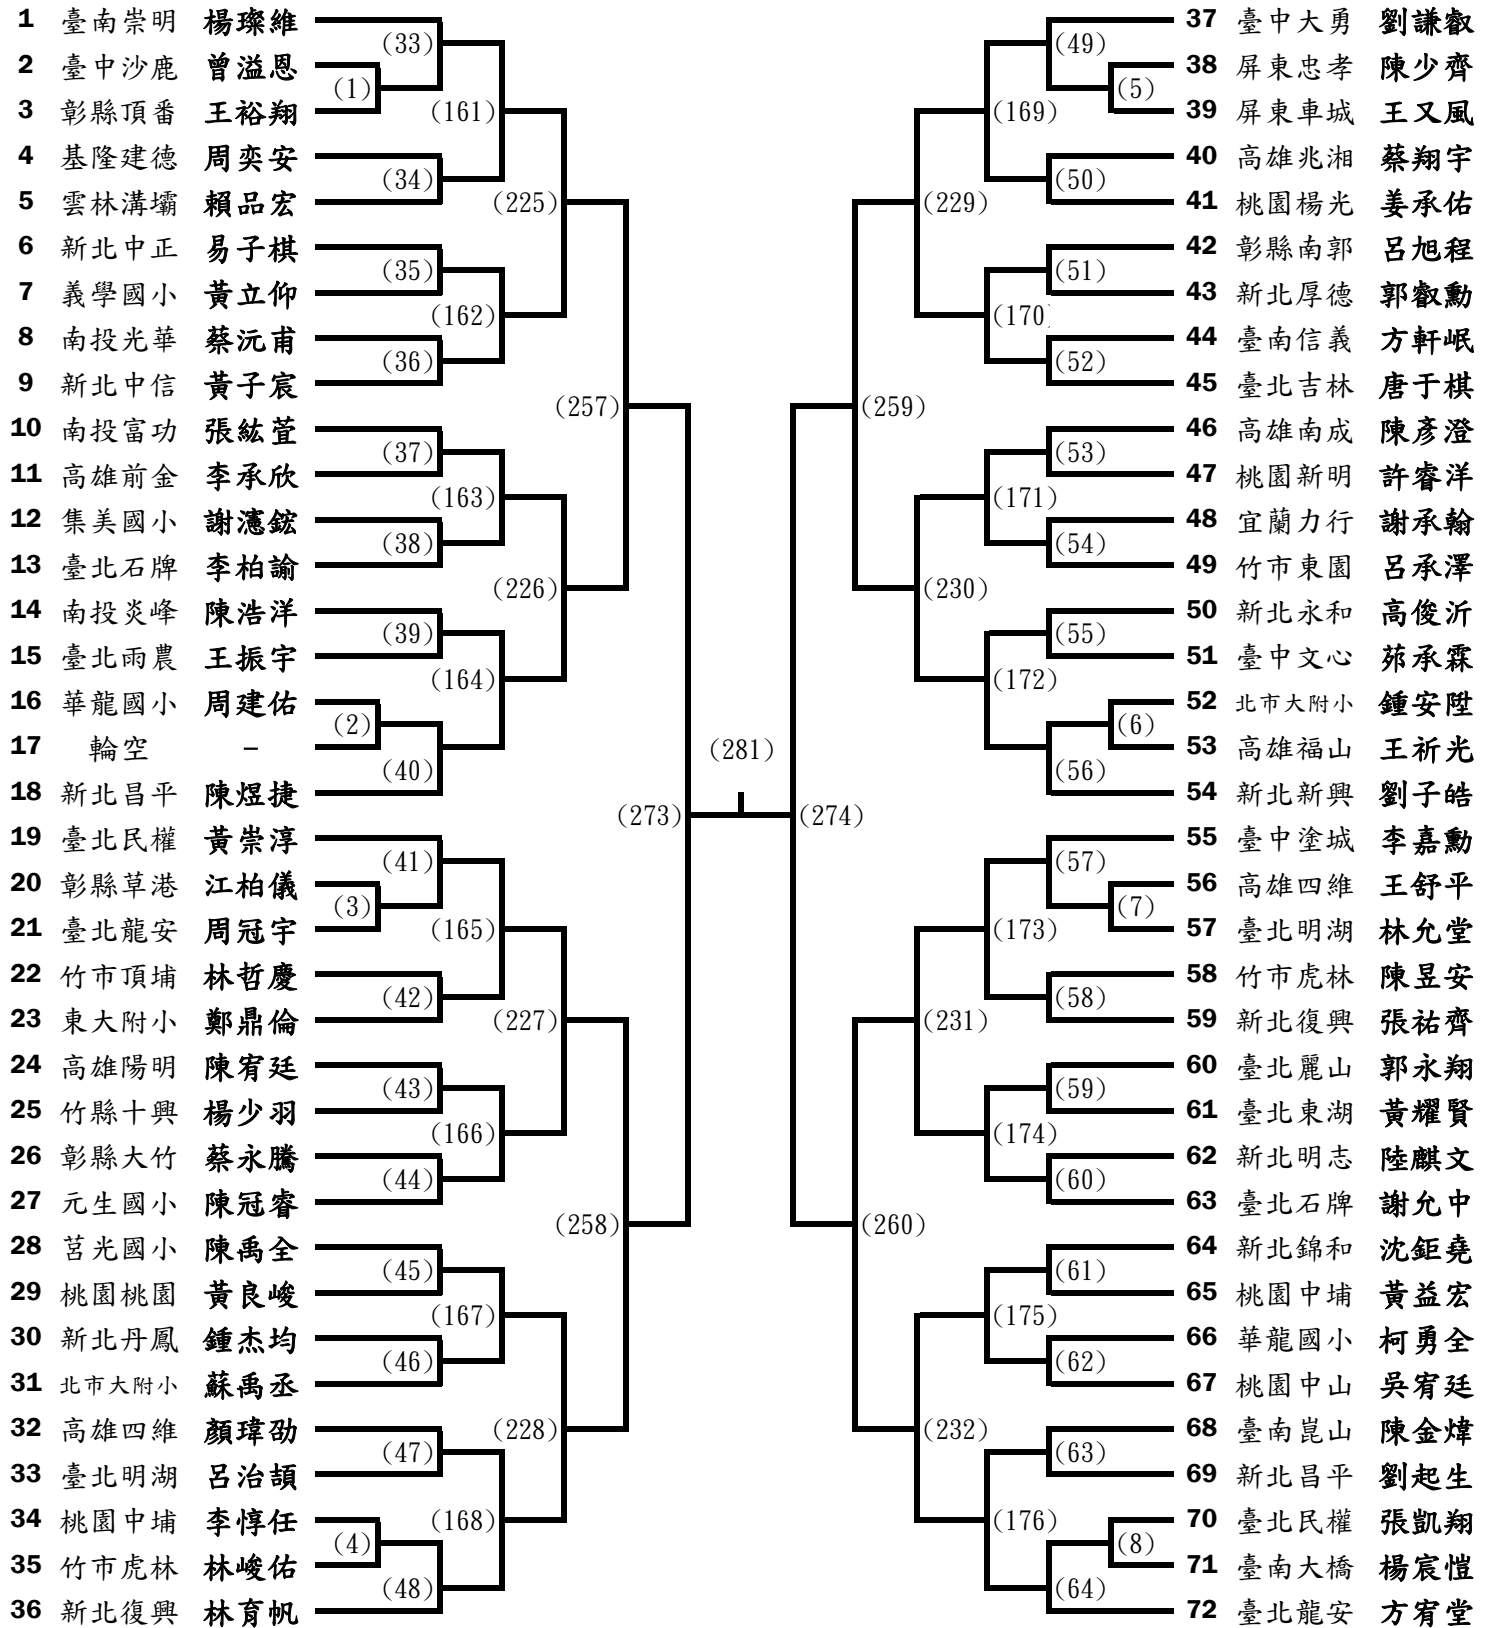 1 臺南崇明 楊璨維
(33)
2 臺中沙鹿 曾溢恩
(1)
3 彰縣頂番 王裕翔
(161)
4 基隆建德 周奕安
(34)
5 雲林溝壩 賴品宏
(225)
6 新北中正 易子棋
(35)
7 義學國小 黃立仰
(162)
8 南投光華 蔡沅甫
(36)
9 新北中信 黃子宸
(257)
10 南投富功 張紘萱
(37)
11 高雄前金 李承欣
(163)
12 集美國小 謝濦鋐
(38)
13 臺北石牌 李柏諭
(226)
14 南投炎峰 陳浩洋
(39)
15 臺北雨農 王振宇
(164)
16 華龍國小 周建佑
(2)
17 輪空 –
(40)
18 新北昌平 陳煜捷
(273)
19 臺北民權 黃崇淳
(41)
20 彰縣草港 江柏儀
(3)
21 臺北龍安 周冠宇
(165)
22 竹市頂埔 林哲慶
(42)
23 東大附小 鄭鼎倫
(227)
24 高雄陽明 陳宥廷
(43)
25 竹縣十興 楊少羽
(166)
26 彰縣大竹 蔡永騰
(44)
27 元生國小 陳冠睿
(258)
28 莒光國小 陳禹全
(45)
29 桃園桃園 黃良峻
(167)
30 新北丹鳳 鍾杰均
(46)
31 北市大附小 蘇禹丞
32 高雄四維 顏瑋劭
(228)
(47)
33 臺北明湖 呂治頡
34 桃園中埔 李惇任
(168)
(4)
35 竹市虎林 林峻佑
(48)
36 新北復興 林育帆
(281)
37 臺中大勇 劉謙叡
(49)
38 屏東忠孝 陳少齊
(5)
39 屏東車城 王又風
(169)
40 高雄兆湘 蔡翔宇
(50)
41 桃園楊光 姜承佑
(229)
42 彰縣南郭 呂旭程
(51)
43 新北厚德 郭叡勳
(170)
44 臺南信義 方軒岷
(52)
45 臺北吉林 唐于棋
(259)
46 高雄南成 陳彥澄
(53)
47 桃園新明 許睿洋
(171)
48 宜蘭力行 謝承翰
(54)
49 竹市東園 呂承澤
(230)
50 新北永和 高俊沂
(55)
51 臺中文心 茆承霖
(172)
52 北市大附小 鍾安陞
(6)
53 高雄福山 王祈光
(56)
54 新北新興 劉子皓
(274)
55 臺中塗城 李嘉勳
(57)
56 高雄四維 王舒平
(7)
57 臺北明湖 林允堂
(173)
58 竹市虎林 陳昱安
(58)
59 新北復興 張祐齊
(231)
60 臺北麗山 郭永翔
(59)
61 臺北東湖 黃耀賢
(174)
62 新北明志 陸麒文
(60)
63 臺北石牌 謝允中
(260)
64 新北錦和 沈鉅堯
(61)
65 桃園中埔 黃益宏
(175)
66 華龍國小 柯勇全
(62)
67 桃園中山 吳宥廷
68 臺南崑山 陳金煒
(232)
(63)
69 新北昌平 劉起生
70 臺北民權 張凱翔
(176)
(8)
71 臺南大橋 楊宸愷
(64)
72 臺北龍安 方宥堂